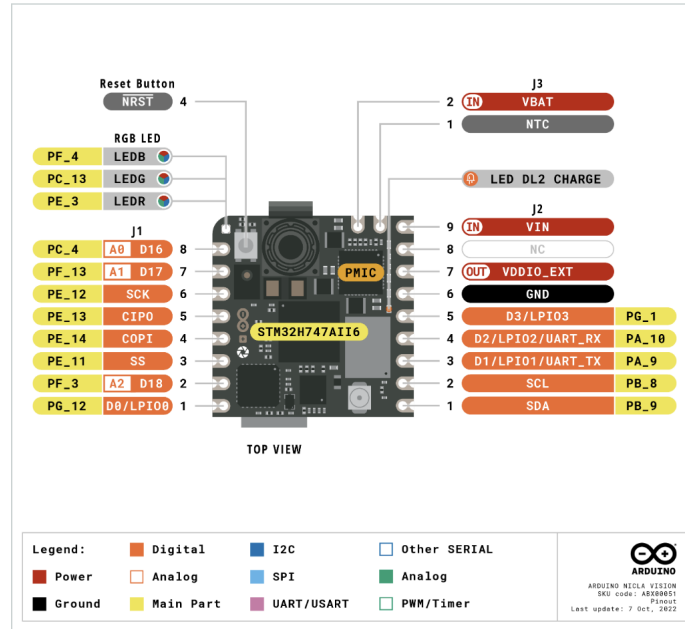 Reset Button
NRST 4
RGB LED
PF_4 LEDB
PC_13 LEDG
PE_3 LEDR
J1
PC_4 A0 D16 8
PF_13 A1 D17 7
PE_12 SCK 6
PE_13 CIPO 5
PE_14 COPI 4
PE_11 SS 3
PF_3 A2 D18 2
PG_12 D0/LPIO0 1
PMIC
STM32H747AII6
TOP VIEW
J3
2 IN VBAT
1 NTC
LED DL2 CHARGE
J2
9 IN VIN
8 NC
7 OUT VDDIO_EXT
6 GND
5 D3/LPIO3 PG_1
4 D2/LPIO2/UART_RX PA_10
3 D1/LPIO1/UART_TX PA_9
2 SCL PB_8
1 SDA PB_9
Legend:
Power
Ground
Digital
Analog
Main Part
I2C
SPI
UART/USART
Other SERIAL
Analog
PWM/Timer
ARDUINO
ARDUINO NICLA VISION
SKU code: ABX00051
Pinout
Last update: 7 Oct, 2022